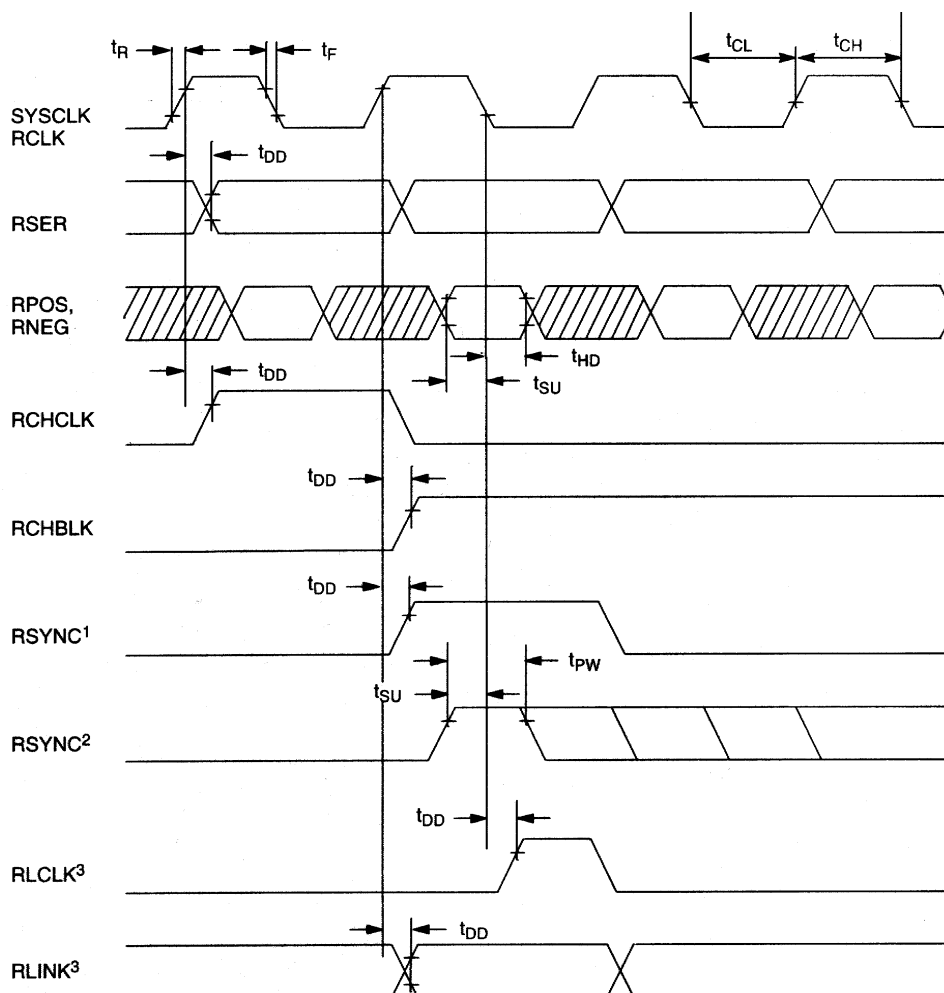 tR
tF
tCL
tCH
SYSCLK
RCLK
tDD
RSER
RPOS,
RNEG
tHD
tDD
tSU
RCHCLK
tDD
RCHBLK
tDD
RSYNC1
tPW
tSU
RSYNC2
tDD
RLCLK3
tDD
RLINK3